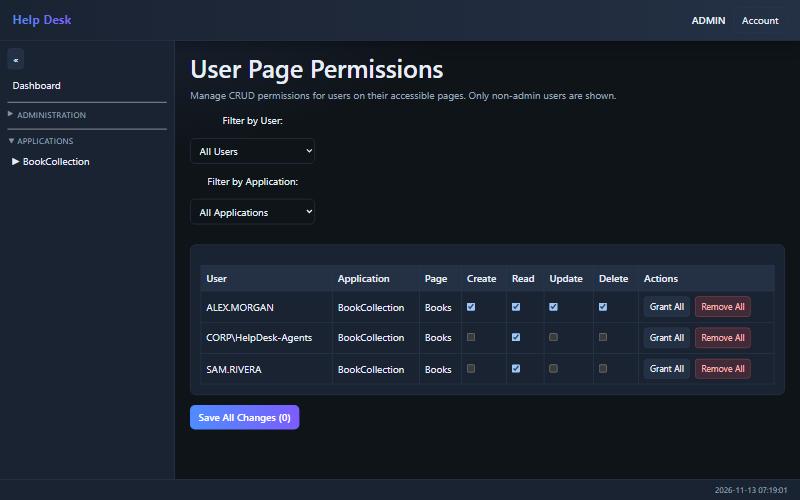 Help Desk
ADMIN Account
«
Dashboard
▶ ADMINISTRATION
▼ APPLICATIONS
▶ BookCollection
User Page Permissions
Manage CRUD permissions for users on their accessible pages. Only non-admin users are shown.
Filter by User:
All Users
Filter by Application:
All Applications
User Application Page Create Read Update Delete Actions
ALEX.MORGAN BookCollection Books Grant All Remove All
CORP\HelpDesk-Agents BookCollection Books Grant All Remove All
SAM.RIVERA BookCollection Books Grant All Remove All
Save All Changes (0)
2026-11-13 07:19:01